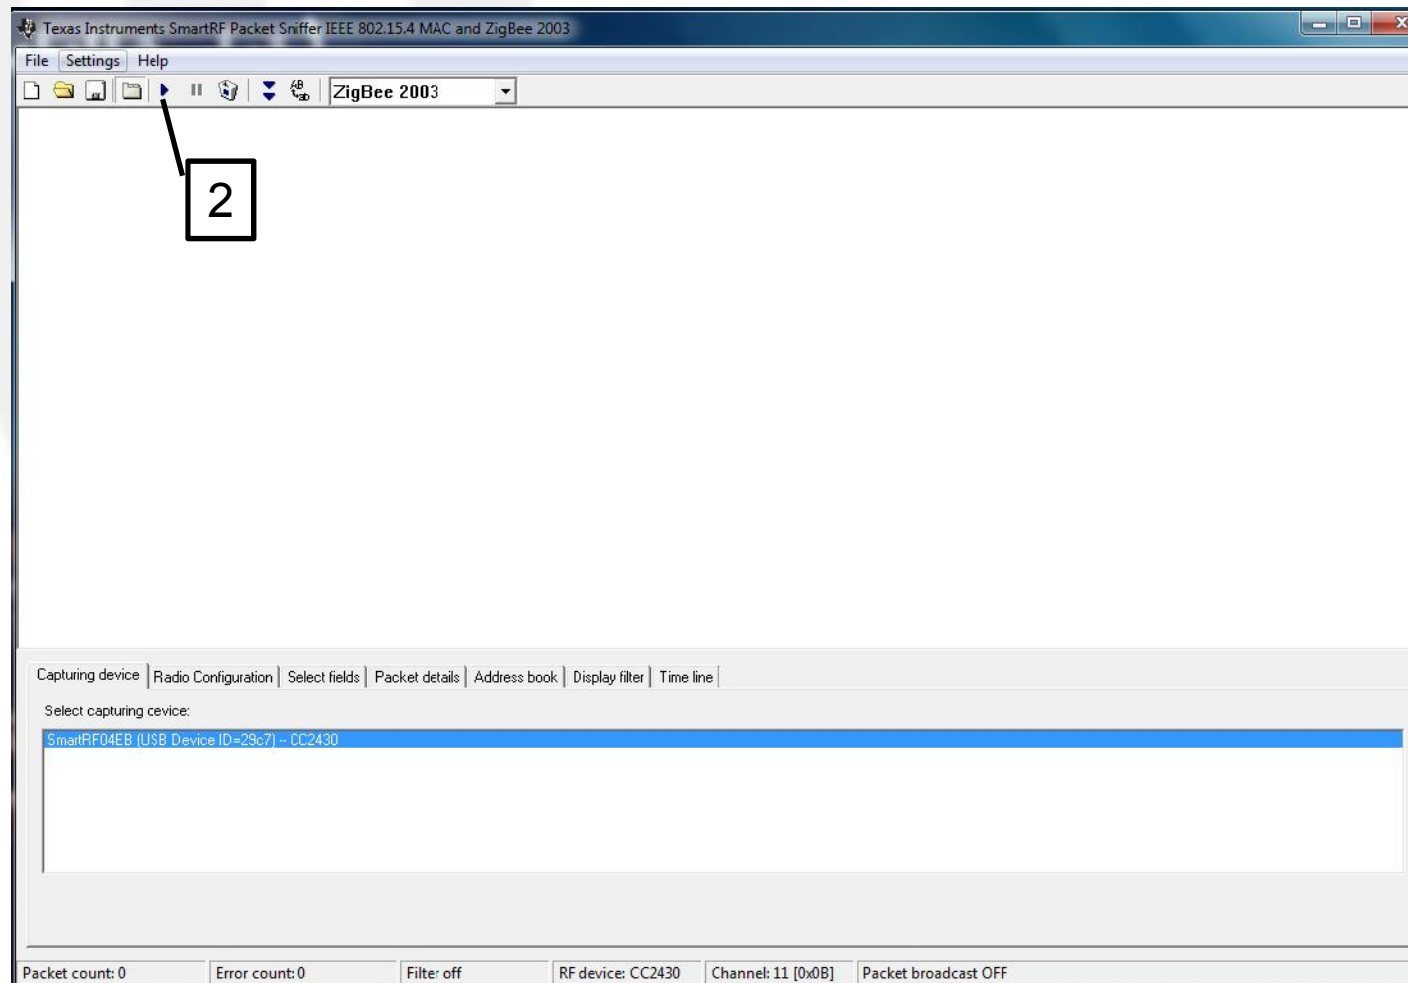 Texas Instruments SmartRF Packet Sniffer IEEE 802.15.4 MAC and ZigBee 2003
File Settings Help
ZigBee 2003
2
Capturing device Radio Configuration Select fields Packet details Address book Display filter Time line
Select capturing cevice:
SmartRF04EB (USB Device ID=29c7) -- CC2430
Packet count: 0 Error count: 0 Filter off RF device: CC2430 Channel: 11 [0x0B] Packet broadcast OFF